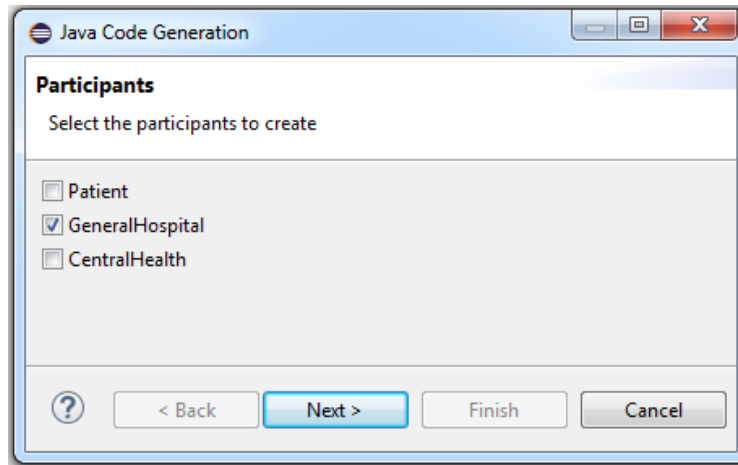 Java Code Generation
Participants
Select the participants to create
Patient
GeneralHospital
CentralHealth
? < Back Next > Finish Cancel